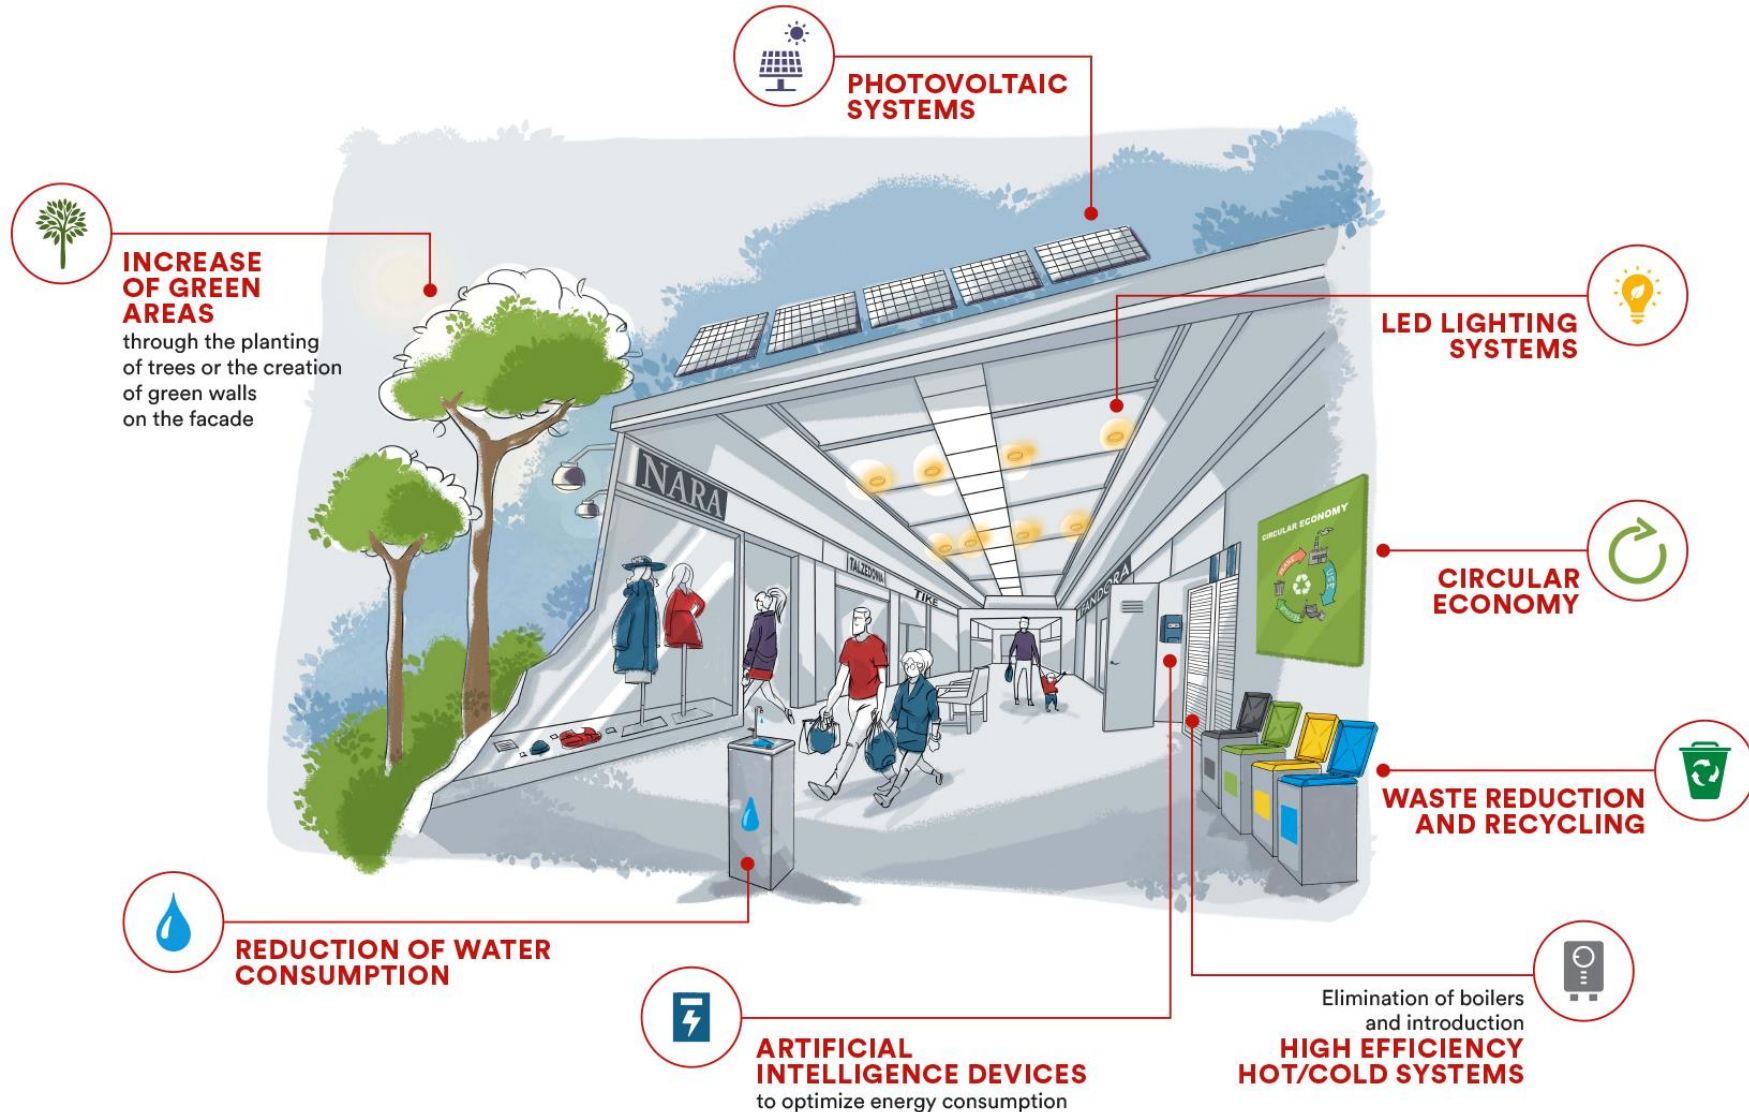 PHOTOVOLTAIC
SYSTEMS
INCREASE
OF GREEN
AREAS
through the planting
of trees or the creation
of green walls
on the facade
LED LIGHTING
SYSTEMS
NARA
TALZEDONIA
TIKE
PANDORA
CIRCULAR ECONOMY
CIRCULAR
ECONOMY
WASTE REDUCTION
AND RECYCLING
REDUCTION OF WATER
CONSUMPTION
ARTIFICIAL
INTELLIGENCE DEVICES
to optimize energy consumption
Elimination of boilers
and introduction
HIGH EFFICIENCY
HOT/COLD SYSTEMS